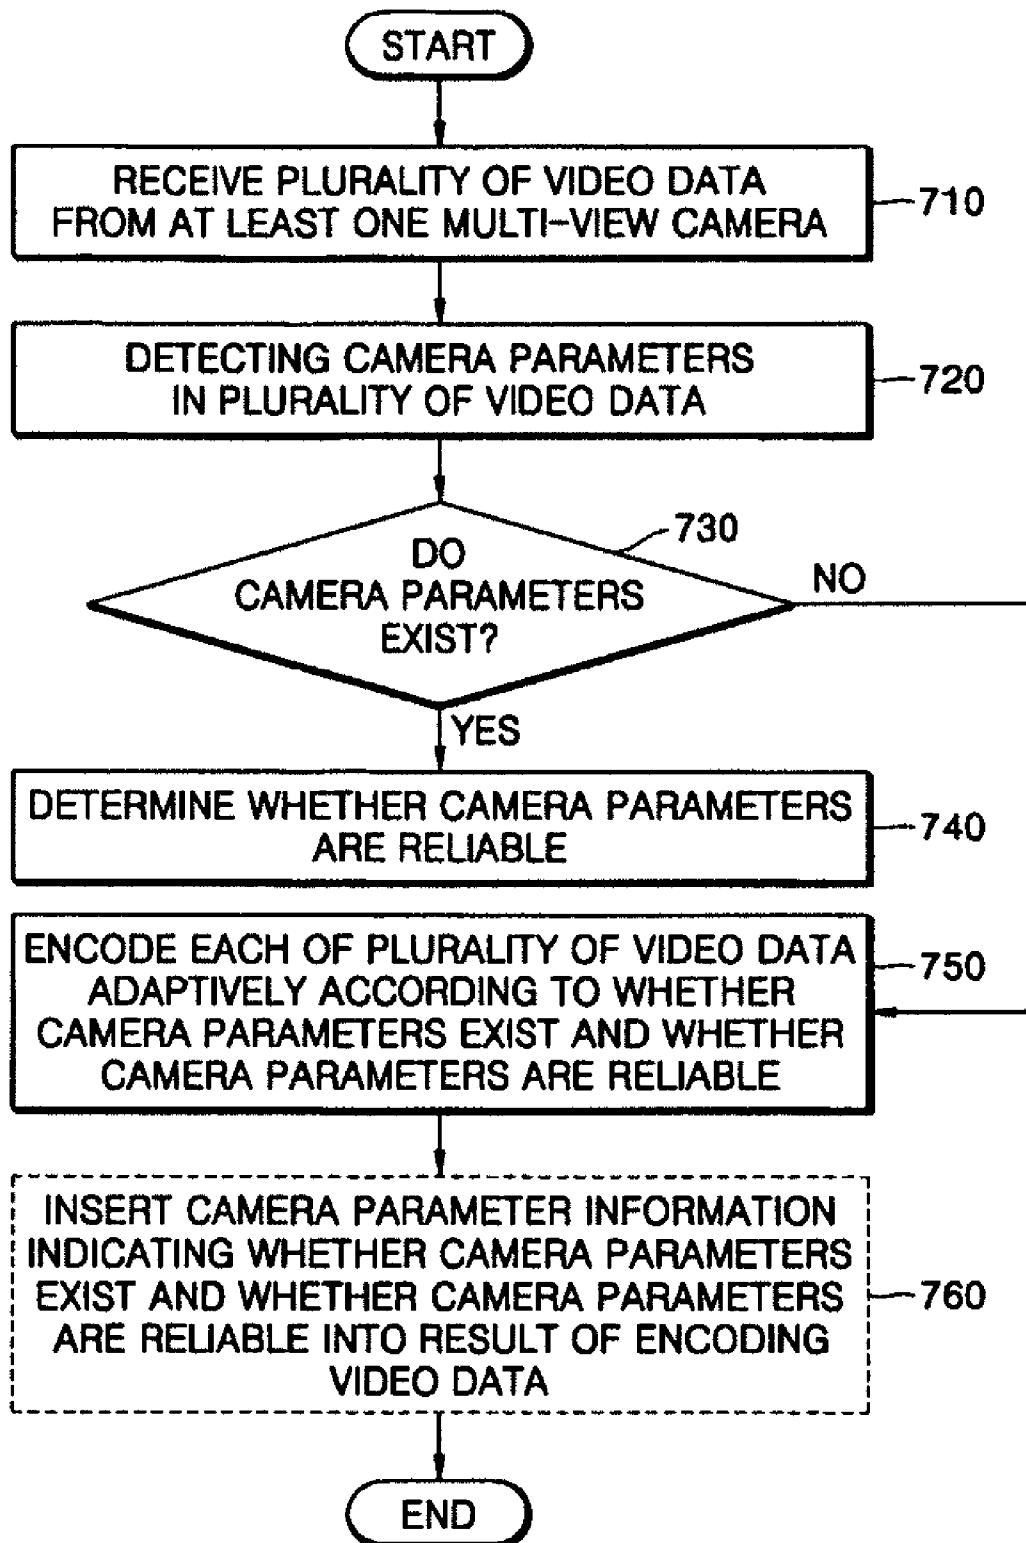 START
RECEIVE PLURALITY OF VIDEO DATA
FROM AT LEAST ONE MULTI-VIEW CAMERA
710
DETECTING CAMERA PARAMETERS
IN PLURALITY OF VIDEO DATA
720
730
DO
CAMERA PARAMETERS
EXIST?
NO
YES
DETERMINE WHETHER CAMERA PARAMETERS
ARE RELIABLE
740
ENCODE EACH OF PLURALITY OF VIDEO DATA
ADAPTIVELY ACCORDING TO WHETHER
CAMERA PARAMETERS EXIST AND WHETHER
CAMERA PARAMETERS ARE RELIABLE
750
INSERT CAMERA PARAMETER INFORMATION
INDICATING WHETHER CAMERA PARAMETERS
EXIST AND WHETHER CAMERA PARAMETERS
ARE RELIABLE INTO RESULT OF ENCODING
VIDEO DATA
760
END